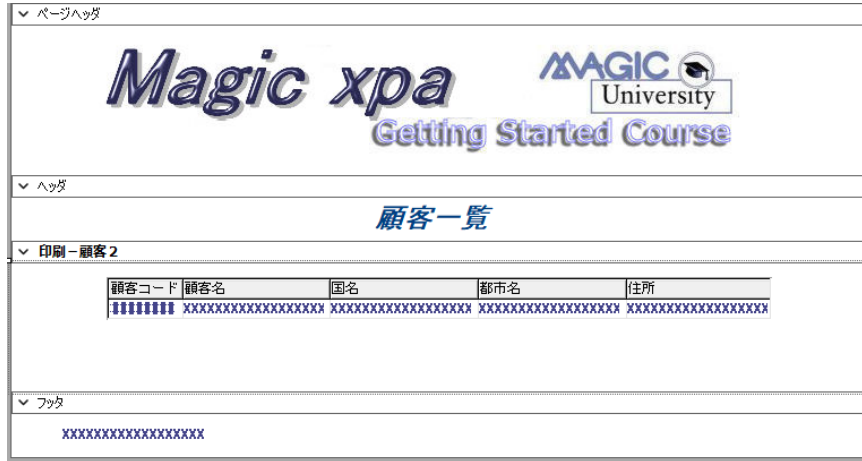 ページヘッダ
Magic xpa
MAGIC
University
Getting Started Course
ヘッダ
顧客一覧
印刷－顧客2
顧客コード 顧客名 国名 都市名 住所
######## XXXXXXXXXXXXXXXXXX XXXXXXXXXXXXXXXXXX XXXXXXXXXXXXXXXXXX XXXXXXXXXXXXXXXXXX
フッタ
XXXXXXXXXXXXXXXXXX